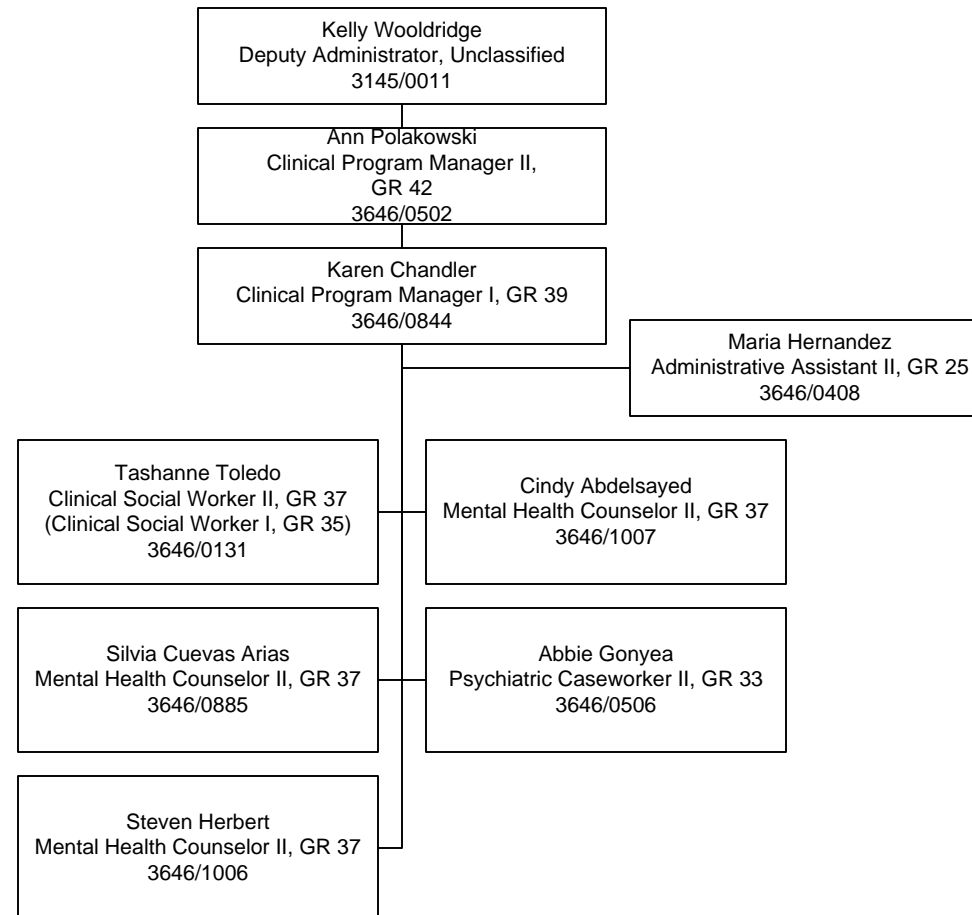 Kelly Wooldridge
Deputy Administrator, Unclassified
3145/0011
Ann Polakowski
Clinical Program Manager II,
GR 42
3646/0502
Karen Chandler
Clinical Program Manager I, GR 39
3646/0844
Maria Hernandez
Administrative Assistant II, GR 25
3646/0408
Tashanne Toledo
Clinical Social Worker II, GR 37
(Clinical Social Worker I, GR 35)
3646/0131
Cindy Abdelsayed
Mental Health Counselor II, GR 37
3646/1007
Silvia Cuevas Arias
Mental Health Counselor II, GR 37
3646/0885
Abbie Gonyea
Psychiatric Caseworker II, GR 33
3646/0506
Steven Herbert
Mental Health Counselor II, GR 37
3646/1006